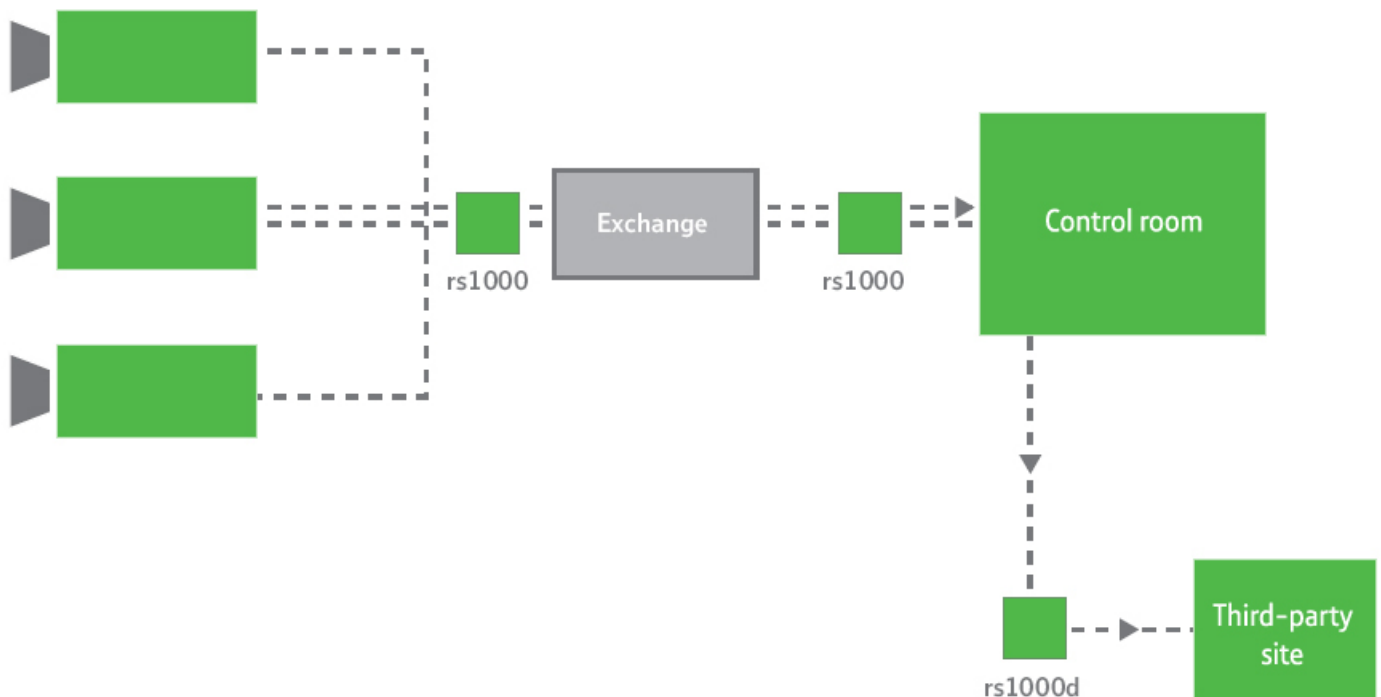 Exchange
Control room
rs1000
rs1000
Third-party
site
rs1000d